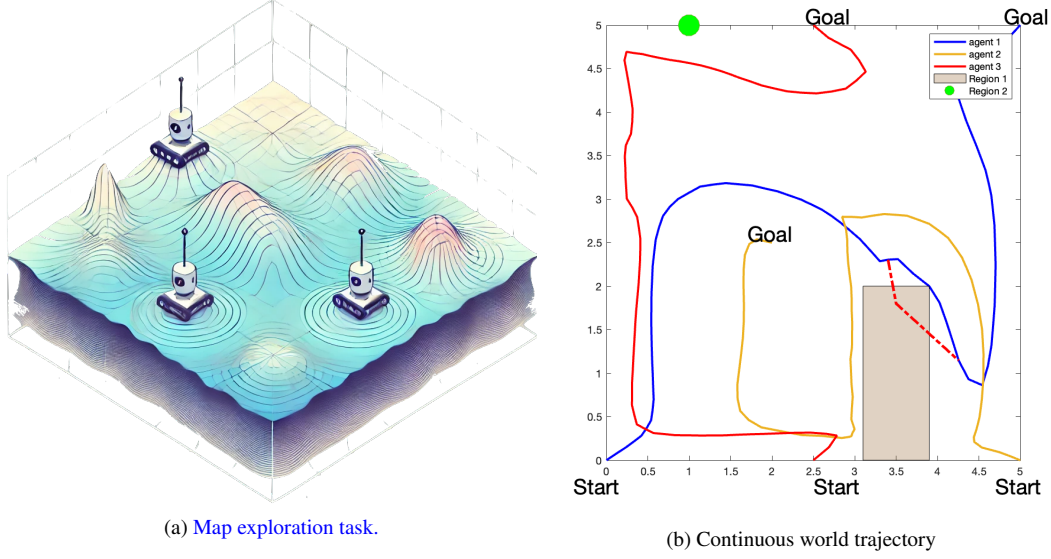 Goal
Goal
5
4.5
4
3.5
3
2.5
2
1.5
1
0.5
0
agent 1
agent 2
agent 3
Region 1
Region 2
Goal
0 0.5 1 1.5 2 2.5 3 3.5 4 4.5 5
Start Start Start
(a) Map exploration task.
(b) Continuous world trajectory